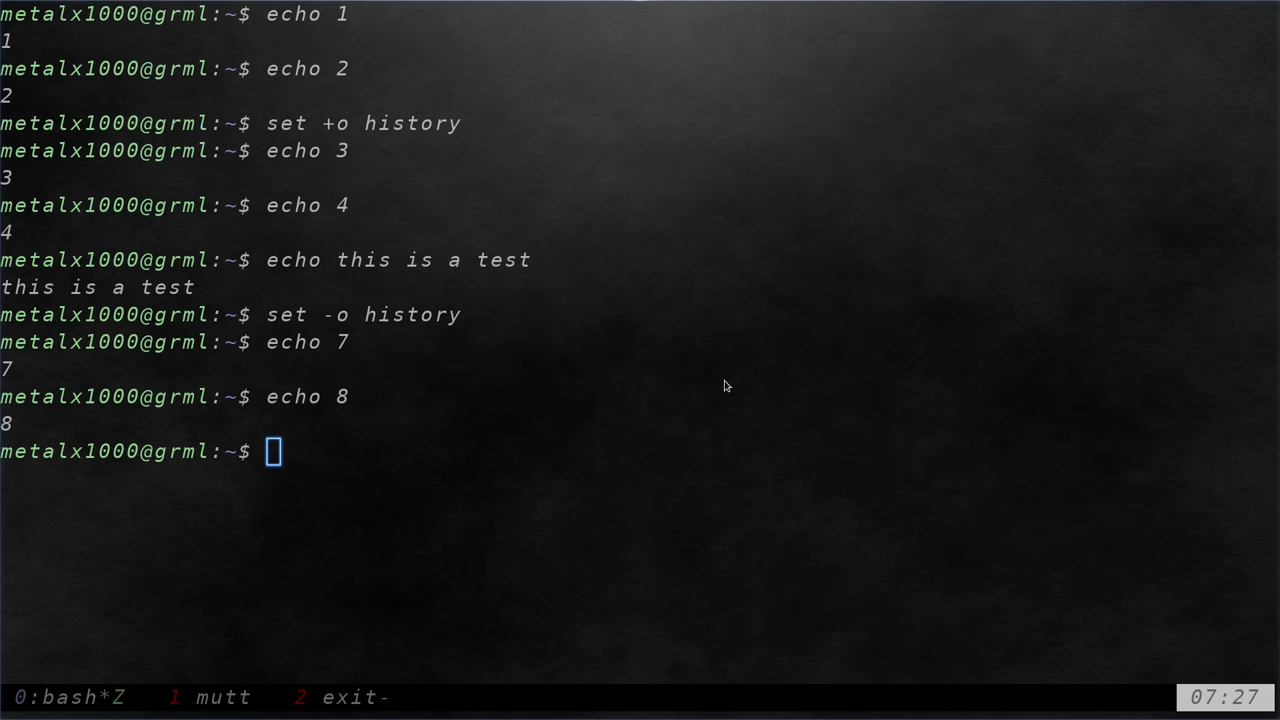 metalx1000@grml:~$ echo 1
1
metalx1000@grml:~$ echo 2
2
metalx1000@grml:~$ set +o history
metalx1000@grml:~$ echo 3
3
metalx1000@grml:~$ echo 4
4
metalx1000@grml:~$ echo this is a test
this is a test
metalx1000@grml:~$ set -o history
metalx1000@grml:~$ echo 7
7
metalx1000@grml:~$ echo 8
8
metalx1000@grml:~$
0:bash*Z 1 mutt 2 exit- 07:27